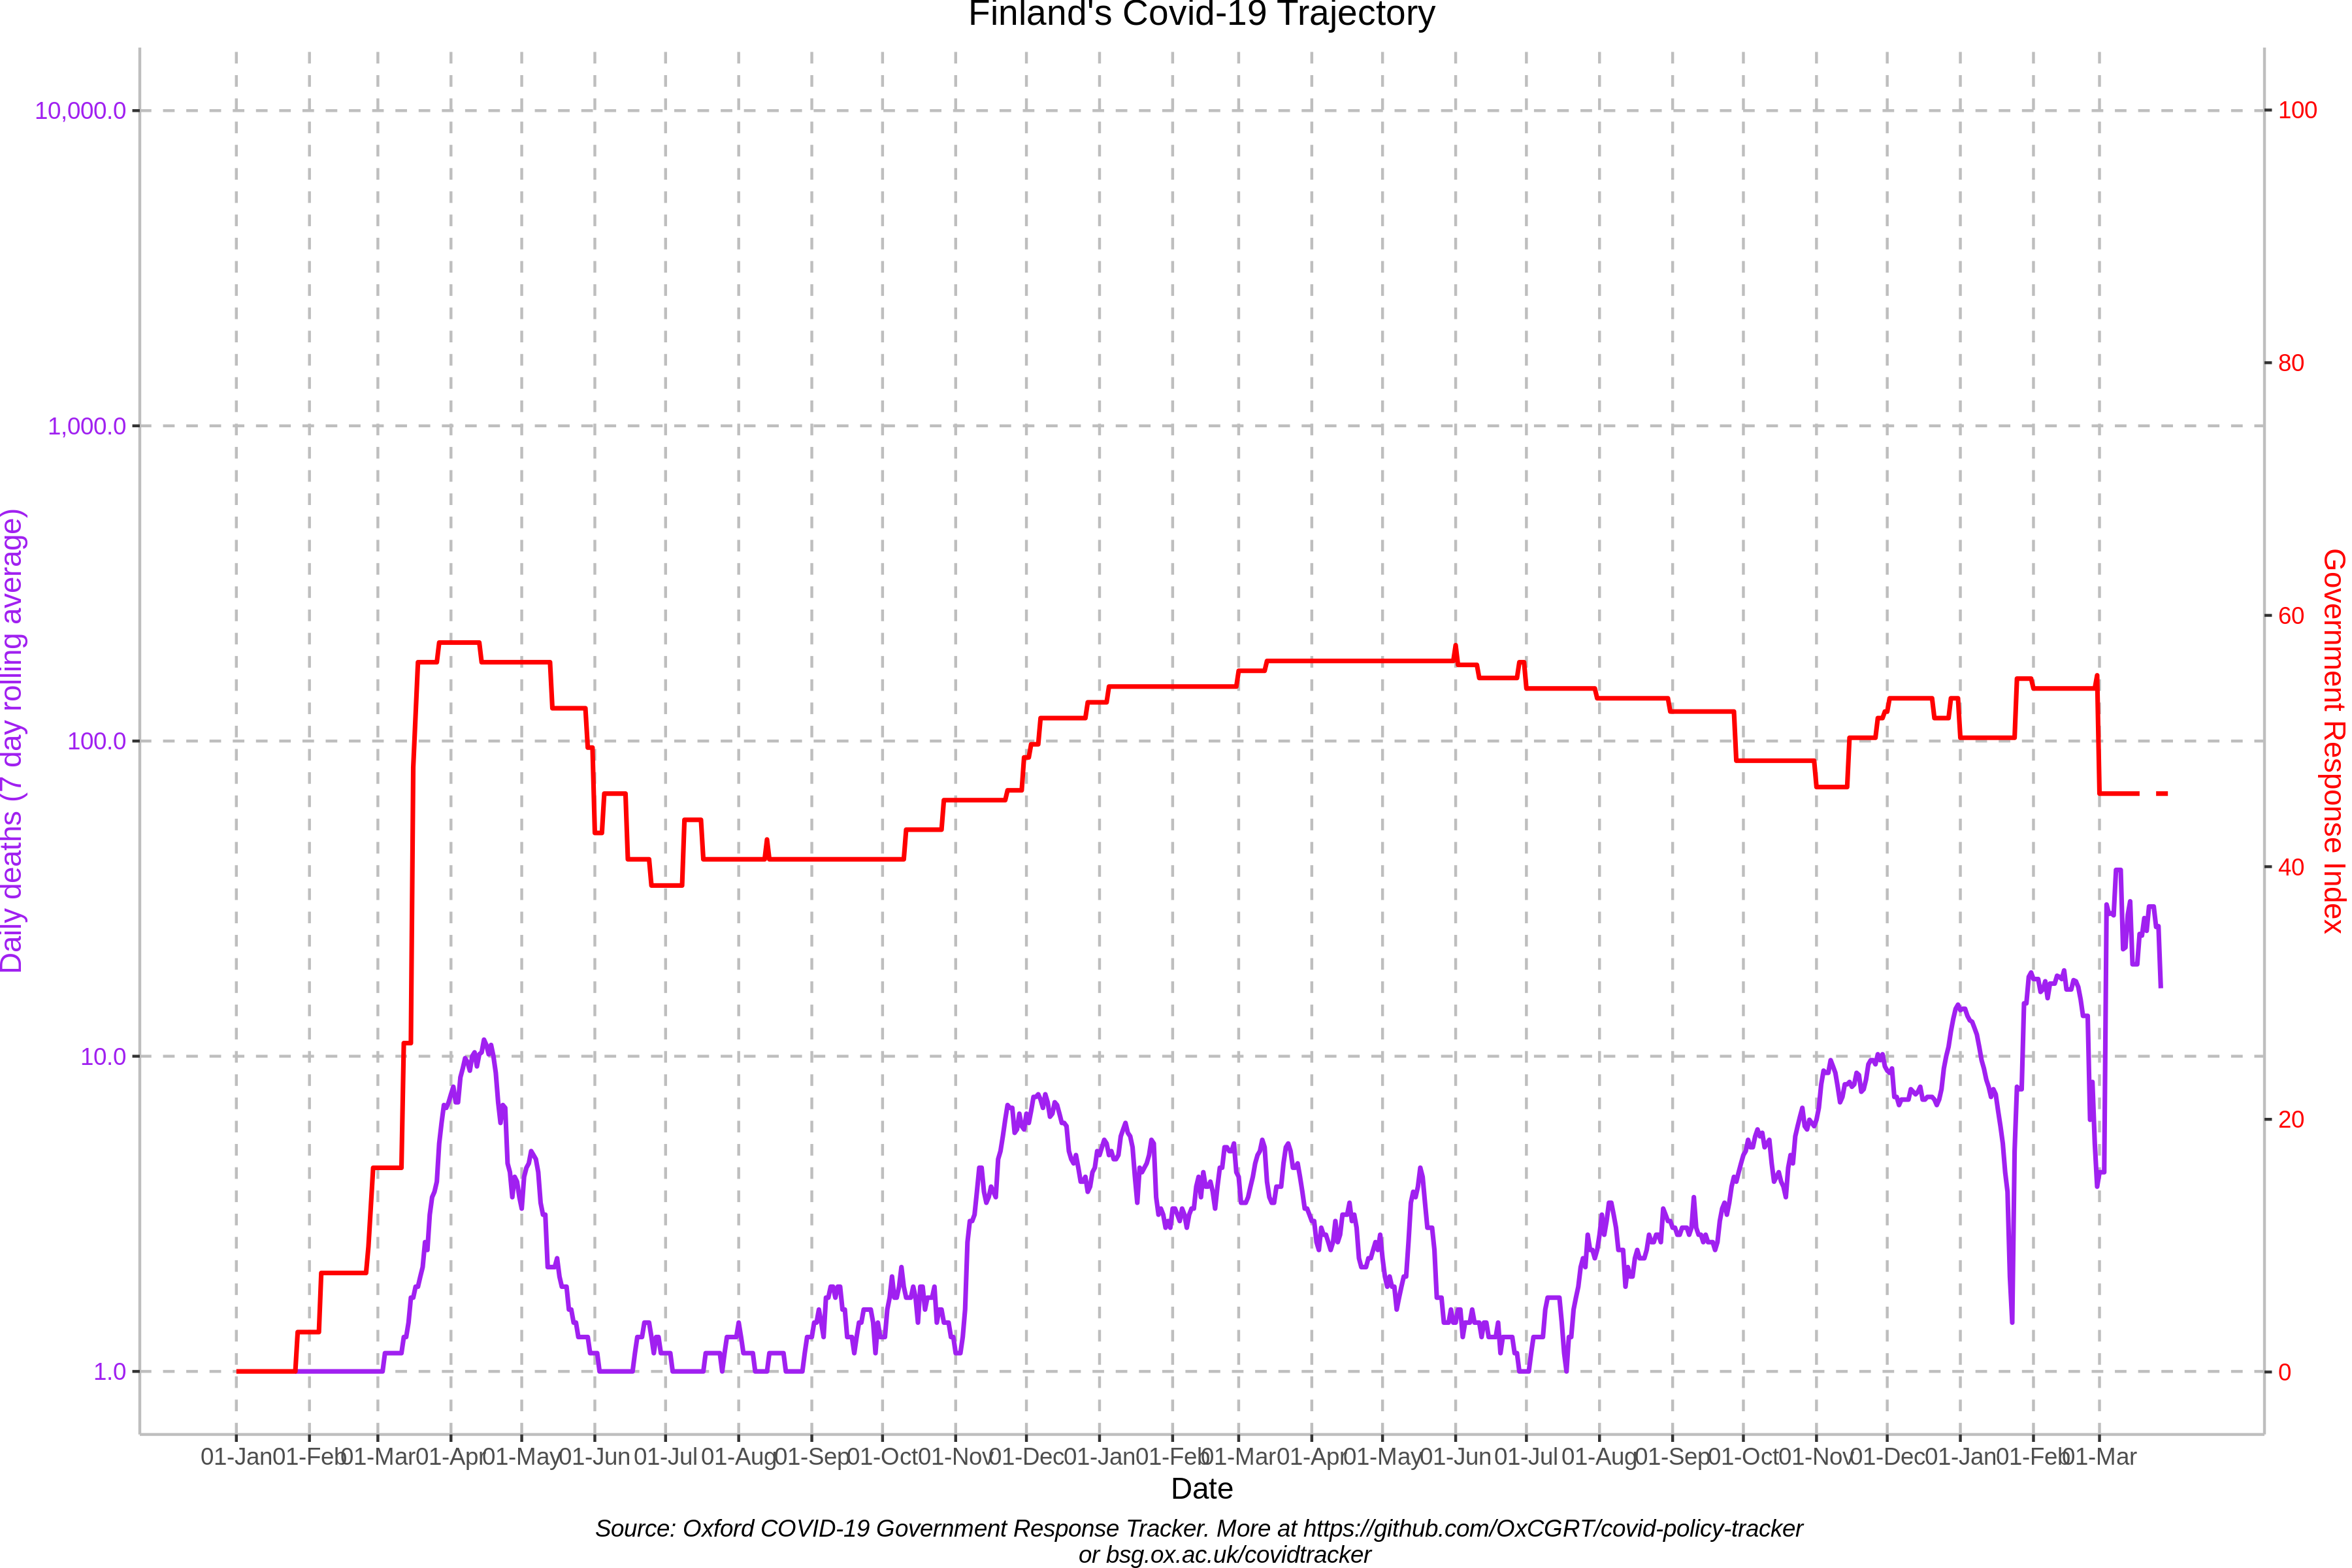 Finland's Covid-19 Trajectory
10,000.0
1,000.0
100.0
10.0
1.0
Daily deaths (7 day rolling average)
100
80
60
40
20
0
Government Response Index
01-Jan 01-Feb 01-Mar 01-Apr 01-May 01-Jun 01-Jul 01-Aug 01-Sep 01-Oct 01-Nov 01-Dec 01-Jan 01-Feb 01-Mar 01-Apr 01-May 01-Jun 01-Jul 01-Aug 01-Sep 01-Oct 01-Nov 01-Dec 01-Jan 01-Feb 01-Mar
Date
Source: Oxford COVID-19 Government Response Tracker. More at https://github.com/OxCGRT/covid-policy-tracker
or bsg.ox.ac.uk/covidtracker